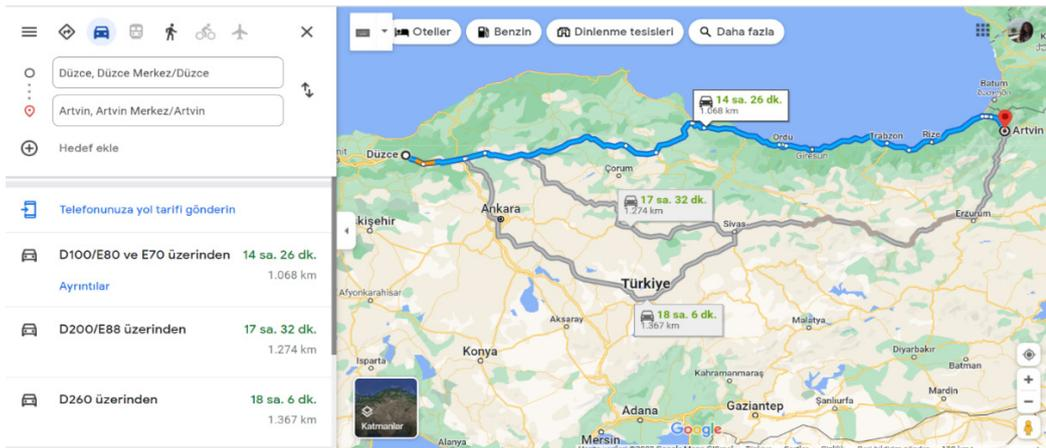 Düzce, Düzce Merkez/Düzce
Artvin, Artvin Merkez/Artvin
Hedef ekle
Telefonunuza yol tarifi gönderin
D100/E80 ve E70 üzerinden 14 sa. 26 dk.
1.068 km
Ayrıntılar
D200/E88 üzerinden 17 sa. 32 dk.
1.274 km
D260 üzerinden 18 sa. 6 dk.
1.367 km
Oteller
Benzin
Dinlenme tesisleri
Daha fazla
Batum
14 sa. 26 dk.
1.068 km
Artvin
Ordu
Trabzon
Rize
Giresun
Düzce
Çorum
17 sa. 32 dk.
1.274 km
Ankara
Erzurum
Sivas
kişehir
Türkiye
Afyonkarahisar
18 sa. 6 dk.
1.367 km
Aksaray
Malatya
Konya
Diyarbakır
Isparta
Batman
Kahramanmaraş
Mardin
Şanlıurfa
Gaziantep
Adana
Katmanlar
Google
Mersin
Alanya